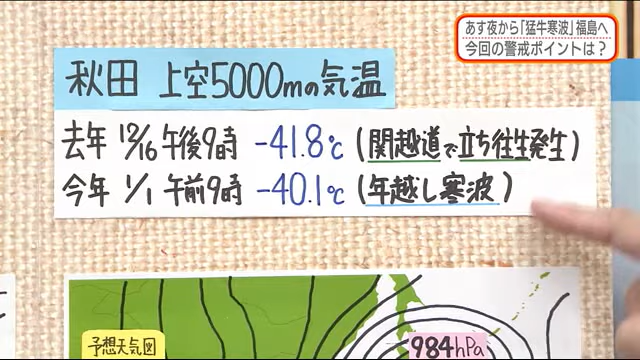 あす夜から「猛牛寒波」福島へ
今回の警戒ポイントは？
秋田 上空5000mの気温
去年 12/16 午後9時 -41.8℃ (関越道で立ち往生発生)
今年 1/1 午前9時 -40.1℃ (年越し寒波)
予想天気図
984hPa